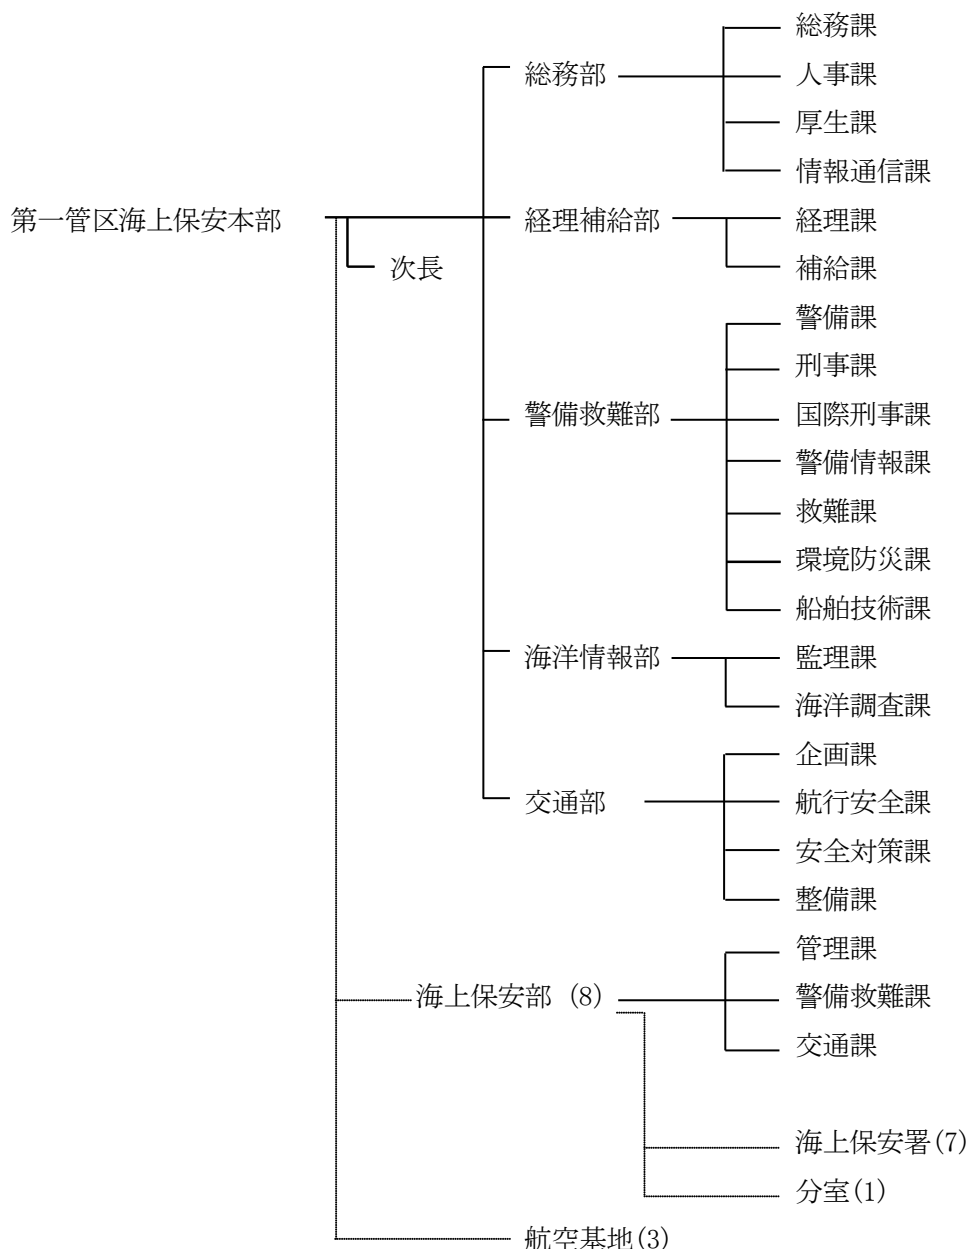 総務課
総務部
人事課
厚生課
情報通信課
第一管区海上保安本部
経理補給部
経理課
次長
補給課
警備課
刑事課
警備救難部
国際刑事課
警備情報課
救難課
環境防災課
船舶技術課
海洋情報部
監理課
海洋調査課
企画課
交通部
航行安全課
安全対策課
整備課
管理課
海上保安部 (8)
警備救難課
交通課
海上保安署(7)
分室(1)
航空基地(3)